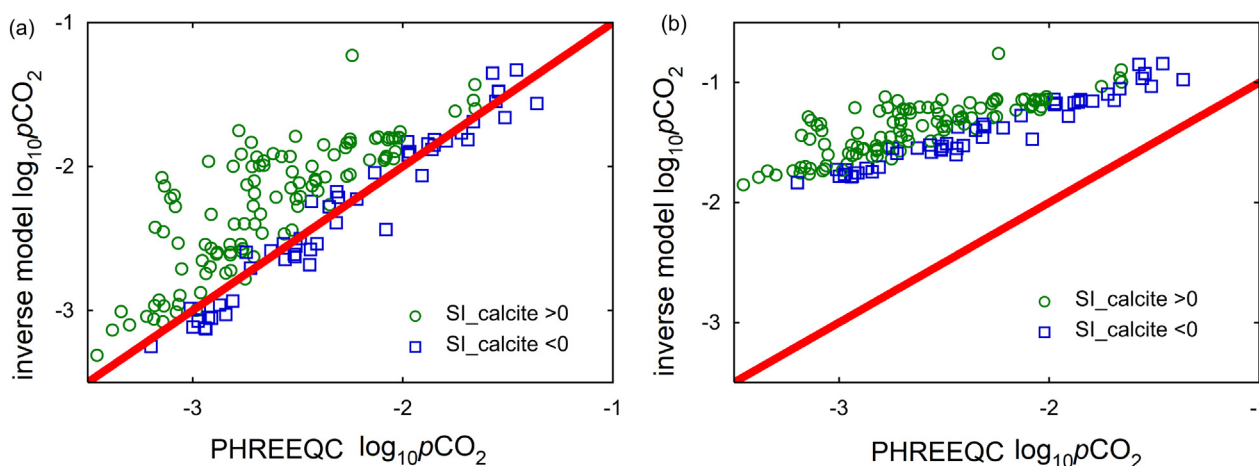 (a)
inverse model log₁₀pCO₂
-1
-2
-3
-3
-2
-1
SI_calcite >0
SI_calcite <0
PHREEQC log₁₀pCO₂
(b)
inverse model log₁₀pCO₂
-1
-2
-3
-3
-2
-
SI_calcite >0
SI_calcite <0
PHREEQC log₁₀pCO₂